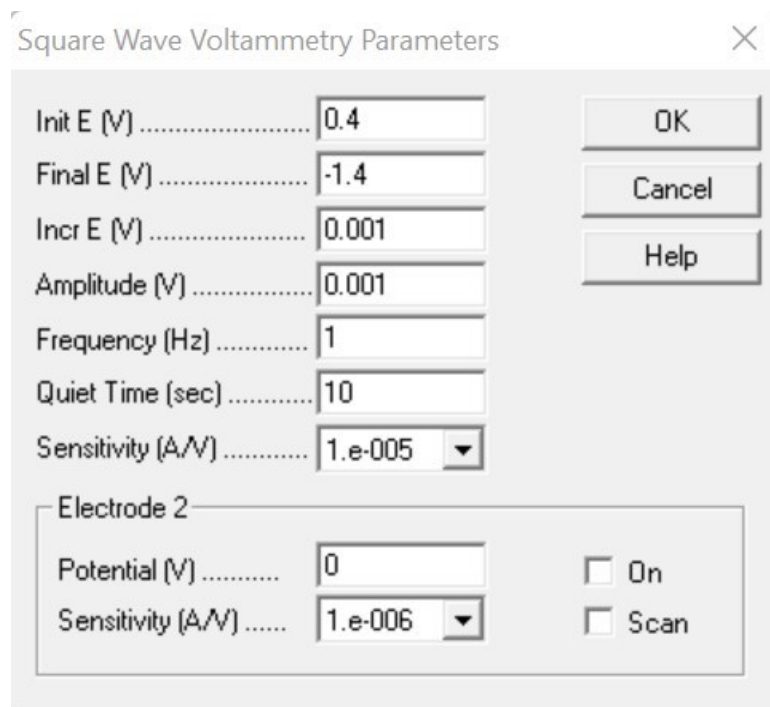 Square Wave Voltammetry Parameters
Init E (V) ........................ 0.4 OK
Final E (V) ..................... -1.4 Cancel
Incr E (V) ...................... 0.001 Help
Amplitude (V) ................. 0.001
Frequency (Hz) ............. 1
Quiet Time (sec) ............ 10
Sensitivity (A/V) ............ 1.e-005
Electrode 2
Potential (V) ........... 0 On
Sensitivity (A/V) ...... 1.e-006 Scan